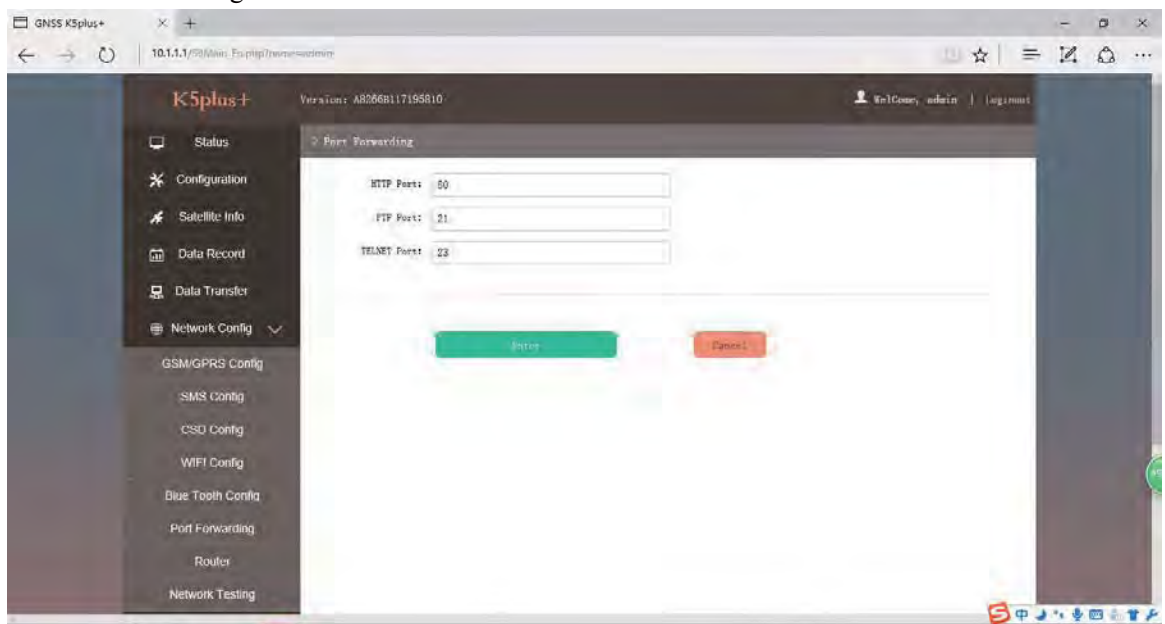 GNSS K5plus+
10.1.1.1/
K5plus+
Version: A8266B117195810
WelCome, admin | loginout
Status
> Port Forwarding
Configuration
HTTP Port: 80
Satellite Info
FTP Port: 21
Data Record
TELNET Port: 23
Data Transfer
Network Config
Enter
Cancel
GSM/GPRS Config
SMS Config
CSD Config
WIFI Config
Blue Tooth Config
Port Forwarding
Router
Network Testing
中